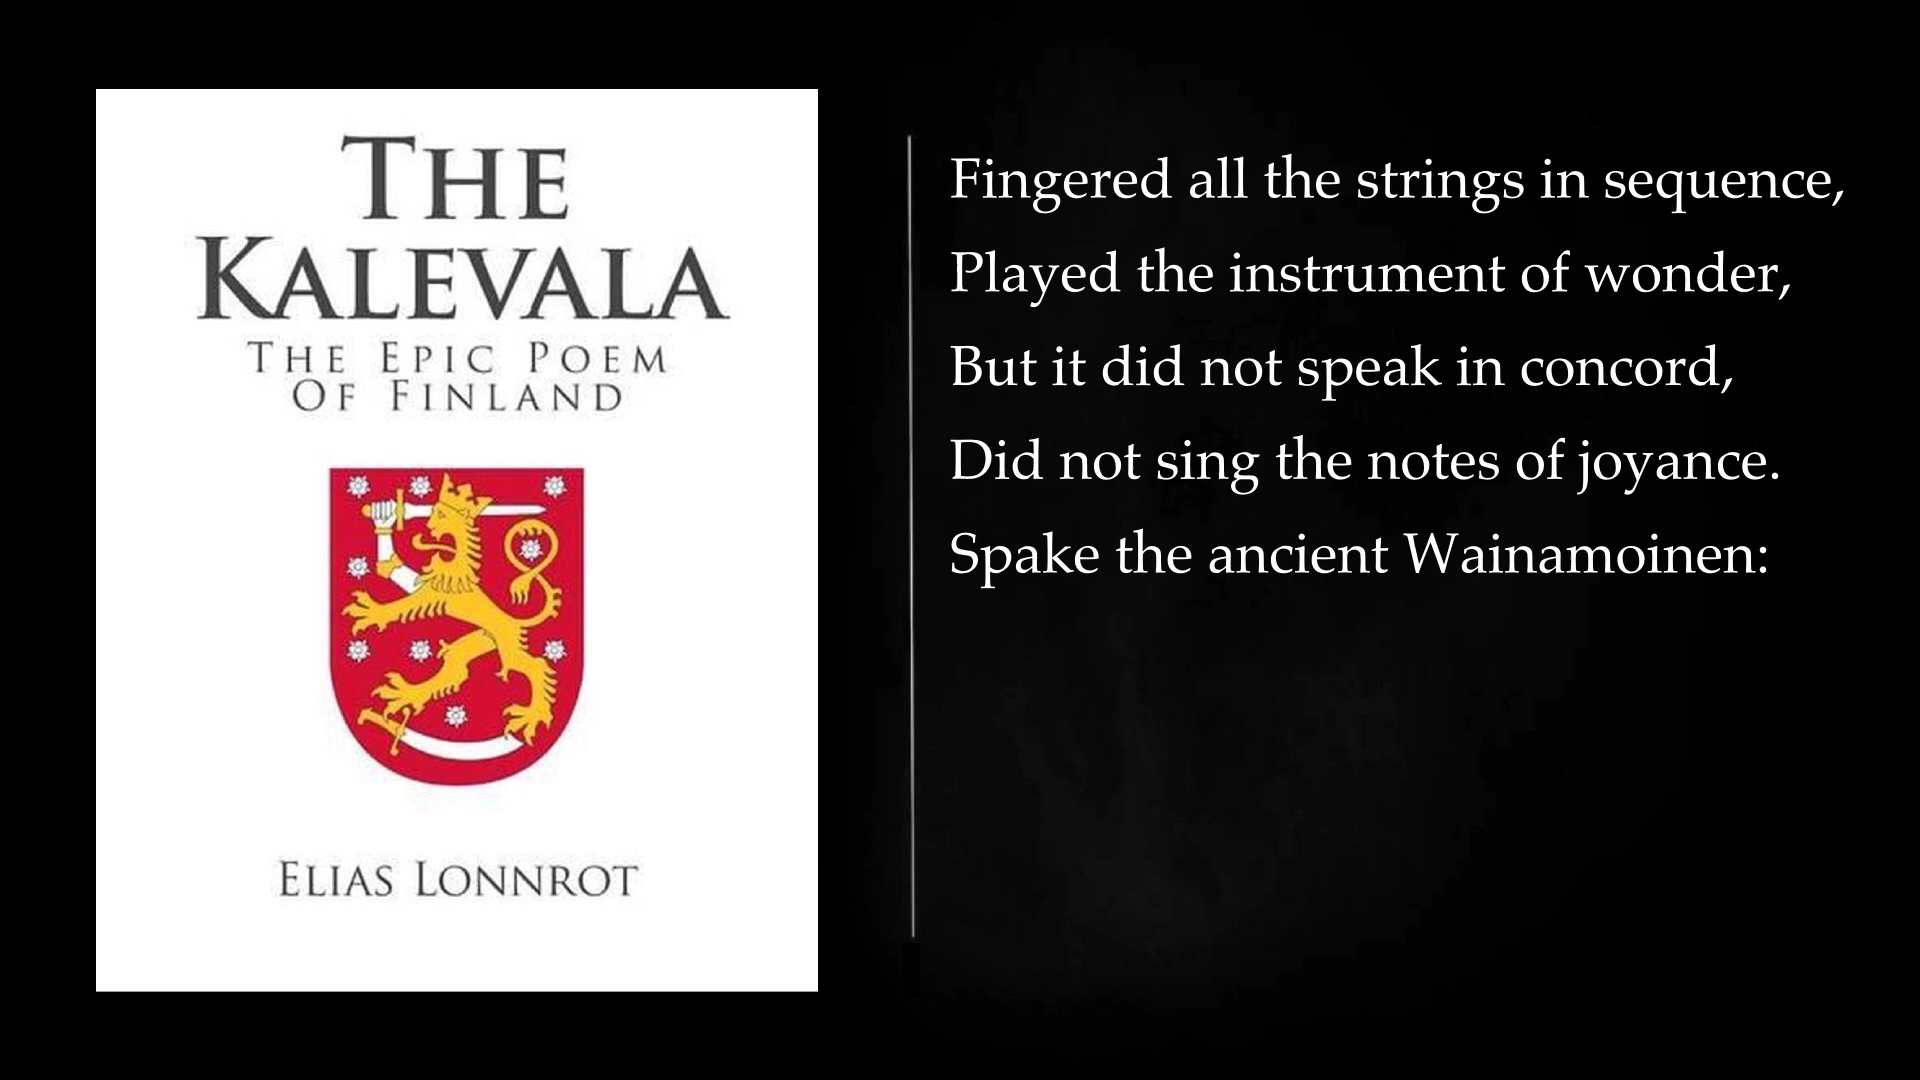 THE
KALEVALA
THE EPIC POEM
OF FINLAND
ELIAS LONNROT
Fingered all the strings in sequence,
Played the instrument of wonder,
But it did not speak in concord,
Did not sing the notes of joyance.
Spake the ancient Wainamoinen: